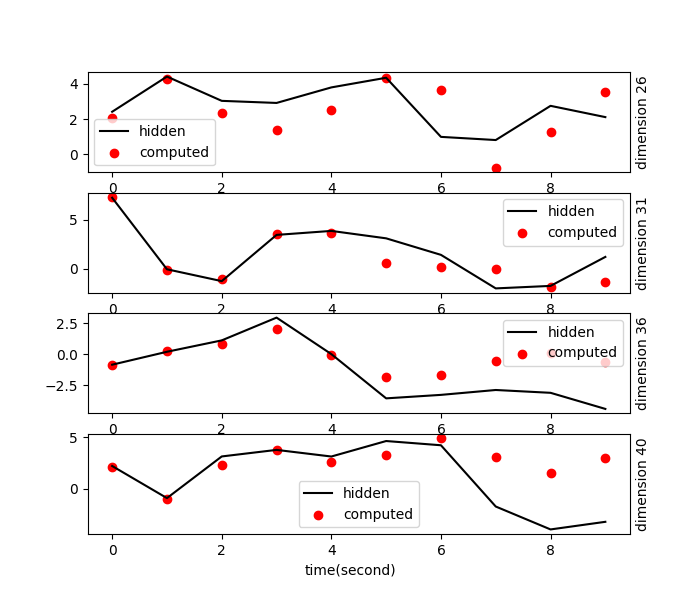 4
2
0
hidden
computed
dimension 26
0 2 4 6 8
5
0
hidden
computed
dimension 31
0 2 4 6 8
2.5
0.0
−2.5
hidden
computed
dimension 36
0 2 4 6 8
5
0
hidden
computed
dimension 40
0 2 4 6 8
time(second)